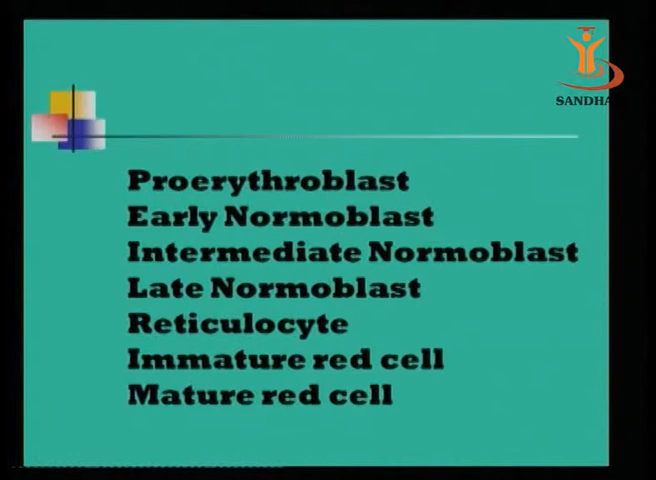 SANDHA
Proerythroblast
Early Normoblast
Intermediate Normoblast
Late Normoblast
Reticulocyte
Immature red cell
Mature red cell